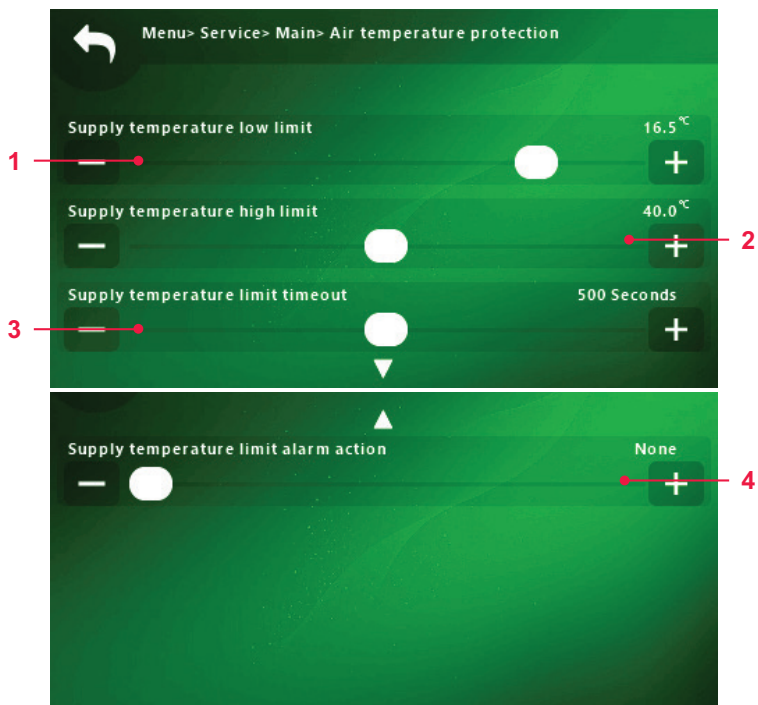 Menu> Service> Main> Air temperature protection
Supply temperature low limit 16.5 °C
1
Supply temperature high limit 40.0 °C
2
Supply temperature limit timeout 500 Seconds
3
Supply temperature limit alarm action None
4